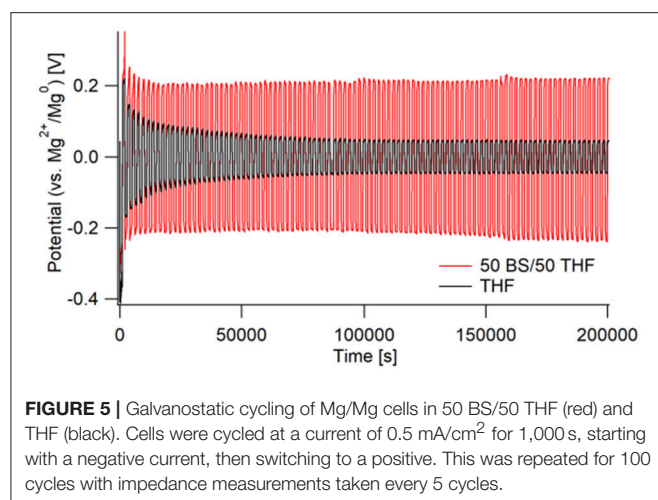 0.2
0.0
-0.2
-0.4
Potential (vs. Mg²⁺/Mg⁰) [V]
50 BS/50 THF
THF
0
50000
100000
150000
200000
Time [s]
FIGURE 5 | Galvanostatic cycling of Mg/Mg cells in 50 BS/50 THF (red) and
THF (black). Cells were cycled at a current of 0.5 mA/cm² for 1,000 s, starting
with a negative current, then switching to a positive. This was repeated for 100
cycles with impedance measurements taken every 5 cycles.